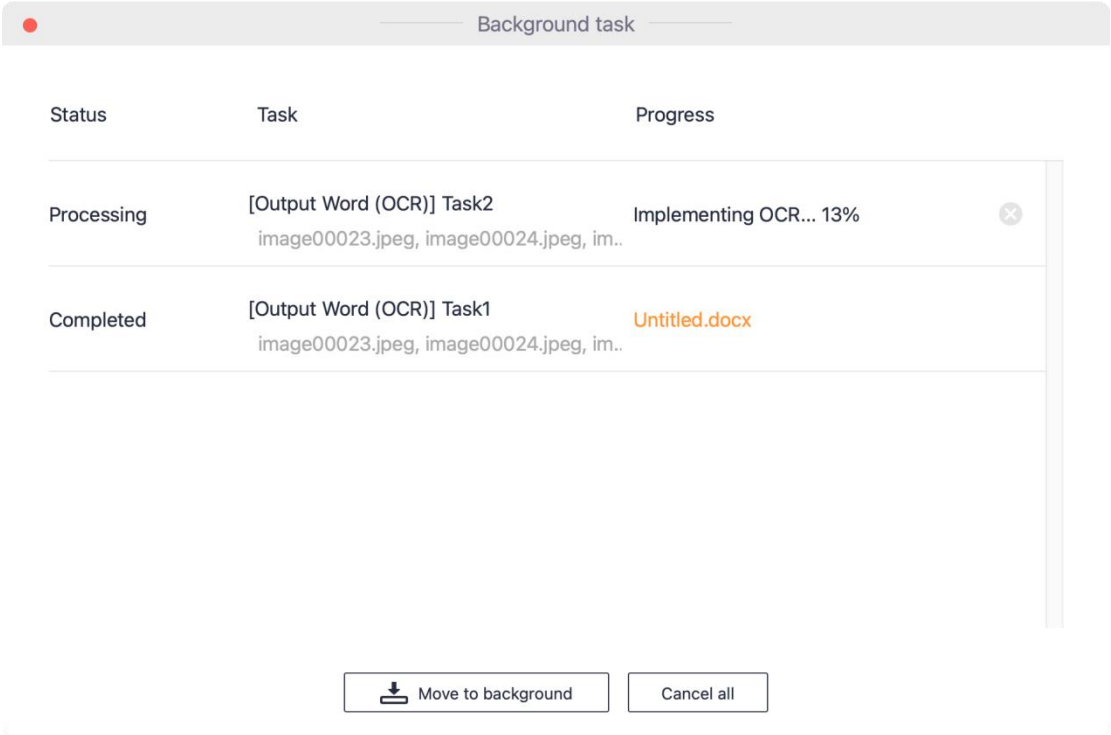 Background task
Status Task Progress
Processing [Output Word (OCR)] Task2 Implementing OCR... 13%
image00023.jpeg, image00024.jpeg, im..
Completed [Output Word (OCR)] Task1 Untitled.docx
image00023.jpeg, image00024.jpeg, im..
Move to background Cancel all